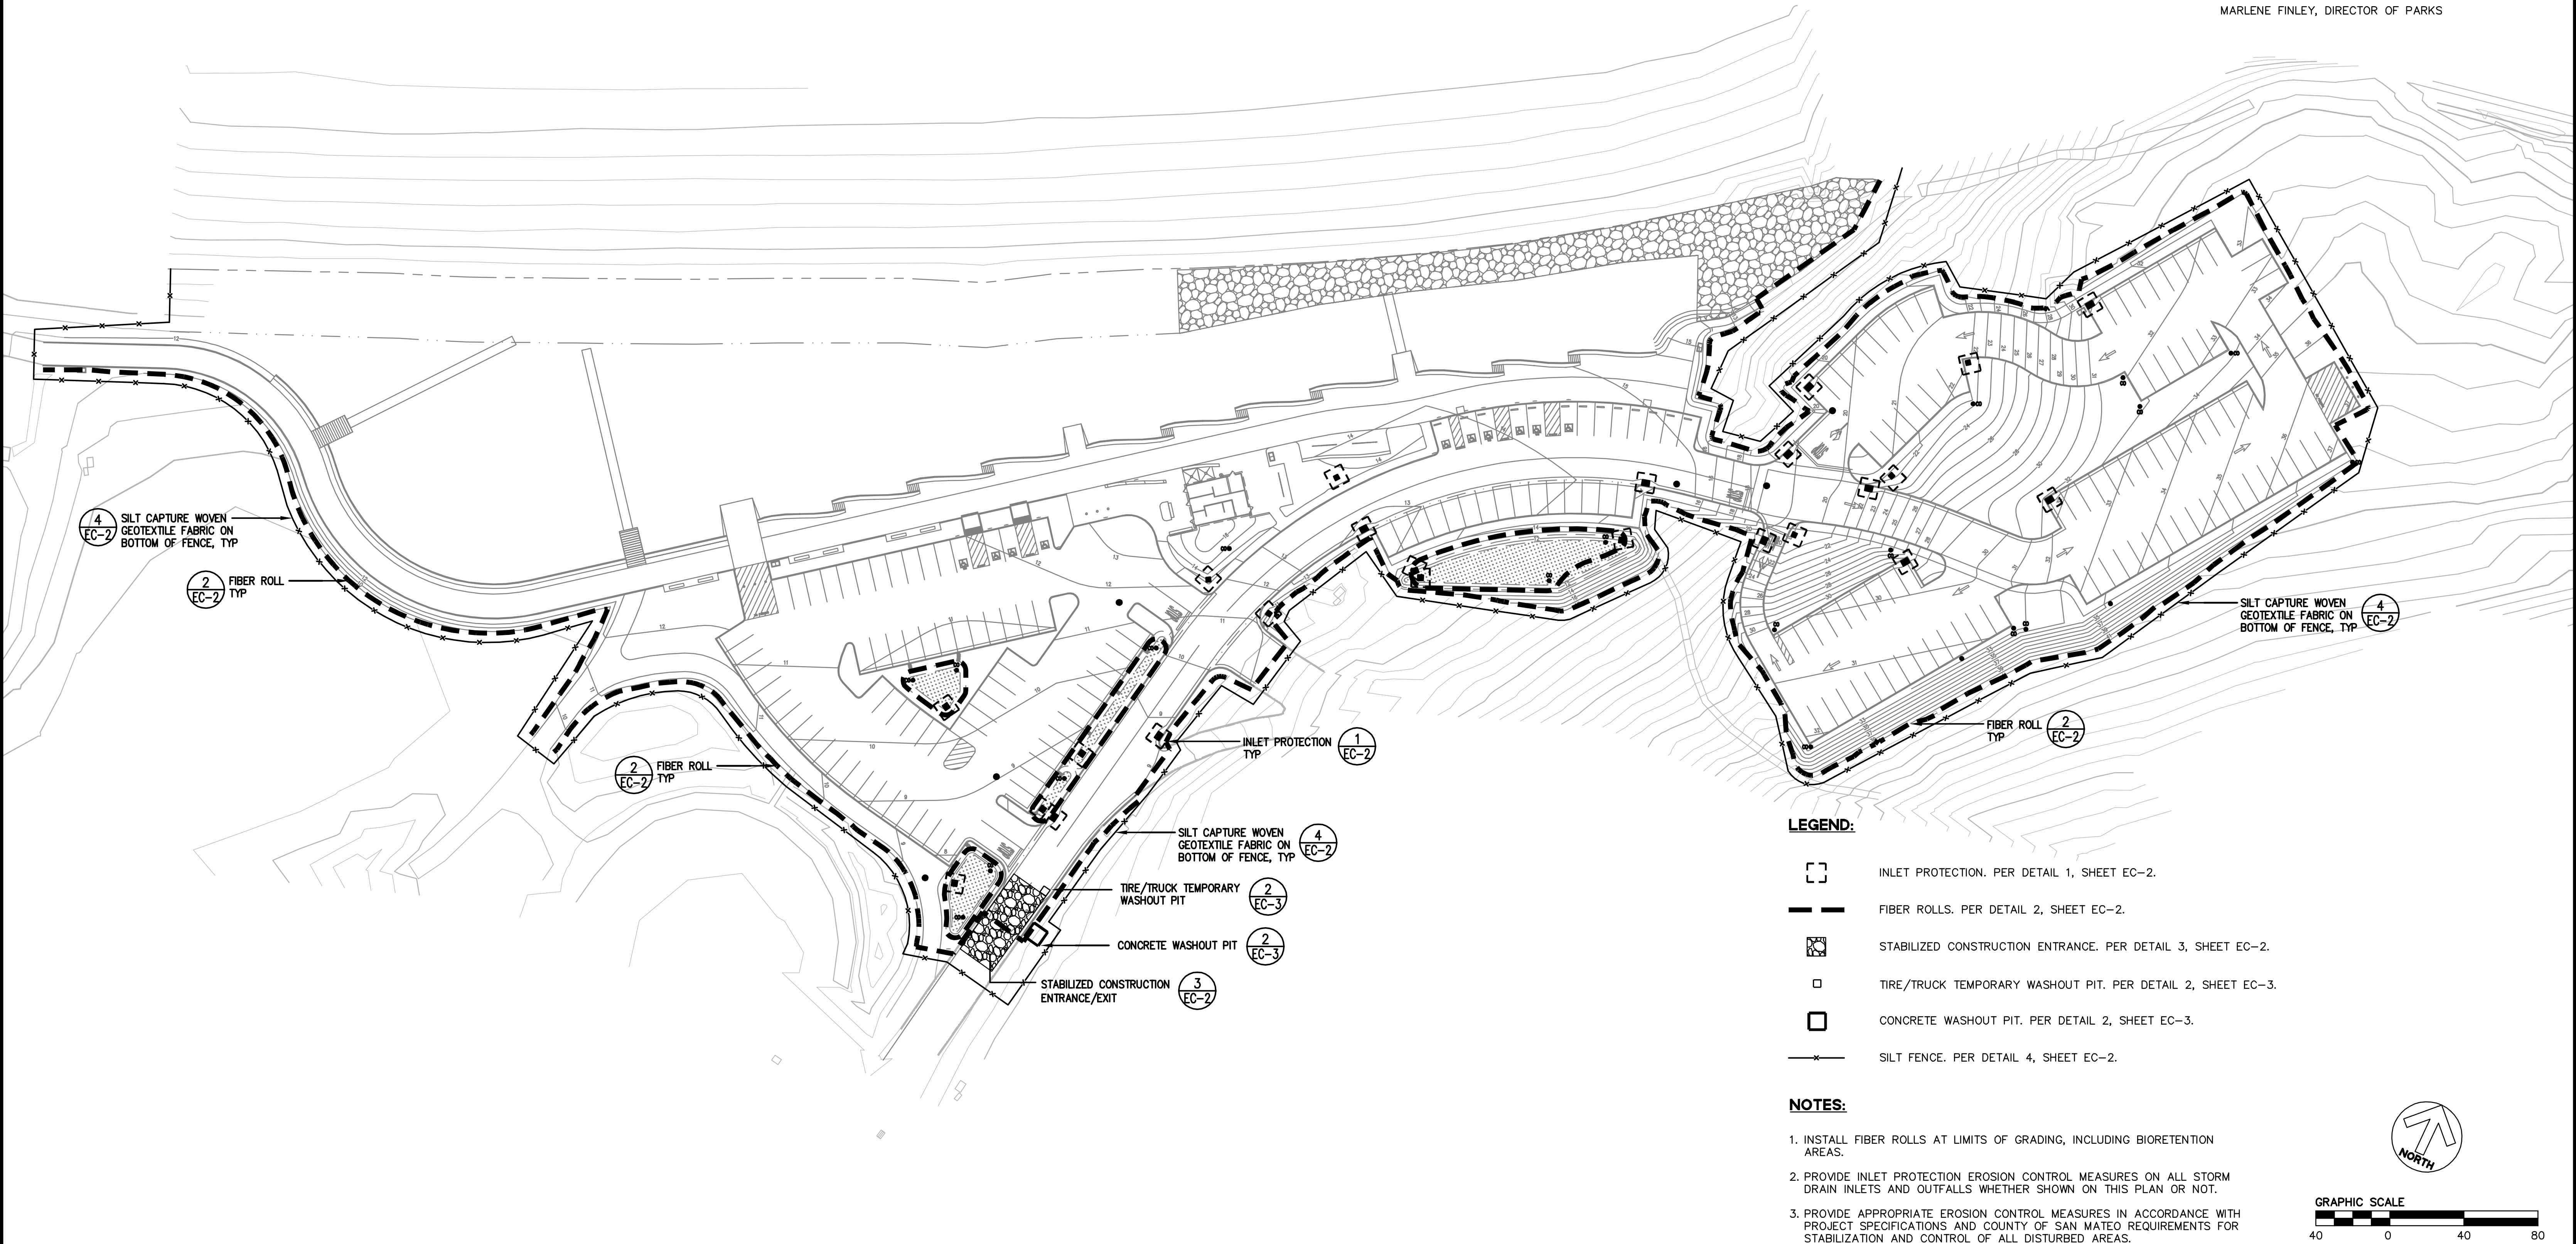 MARLENE FINLEY, DIRECTOR OF PARKS
4
EC-2
SILT CAPTURE WOVEN
GEOTEXTILE FABRIC ON
BOTTOM OF FENCE, TYP
2
EC-2
FIBER ROLL
TYP
2
EC-2
FIBER ROLL
TYP
INLET PROTECTION
TYP
1
EC-2
SILT CAPTURE WOVEN
GEOTEXTILE FABRIC ON
BOTTOM OF FENCE, TYP
4
EC-2
TIRE/TRUCK TEMPORARY
WASHOUT PIT
2
EC-3
CONCRETE WASHOUT PIT
2
EC-3
STABILIZED CONSTRUCTION
ENTRANCE/EXIT
3
EC-2
SILT CAPTURE WOVEN
GEOTEXTILE FABRIC ON
BOTTOM OF FENCE, TYP
4
EC-2
FIBER ROLL
TYP
2
EC-2
LEGEND:
INLET PROTECTION. PER DETAIL 1, SHEET EC-2.
FIBER ROLLS. PER DETAIL 2, SHEET EC-2.
STABILIZED CONSTRUCTION ENTRANCE. PER DETAIL 3, SHEET EC-2.
TIRE/TRUCK TEMPORARY WASHOUT PIT. PER DETAIL 2, SHEET EC-3.
CONCRETE WASHOUT PIT. PER DETAIL 2, SHEET EC-3.
SILT FENCE. PER DETAIL 4, SHEET EC-2.
NOTES:
1. INSTALL FIBER ROLLS AT LIMITS OF GRADING, INCLUDING BIORETENTION
AREAS.
2. PROVIDE INLET PROTECTION EROSION CONTROL MEASURES ON ALL STORM
DRAIN INLETS AND OUTFALLS WHETHER SHOWN ON THIS PLAN OR NOT.
3. PROVIDE APPROPRIATE EROSION CONTROL MEASURES IN ACCORDANCE WITH
PROJECT SPECIFICATIONS AND COUNTY OF SAN MATEO REQUIREMENTS FOR
STABILIZATION AND CONTROL OF ALL DISTURBED AREAS.
NORTH
GRAPHIC SCALE
40 0 40 80